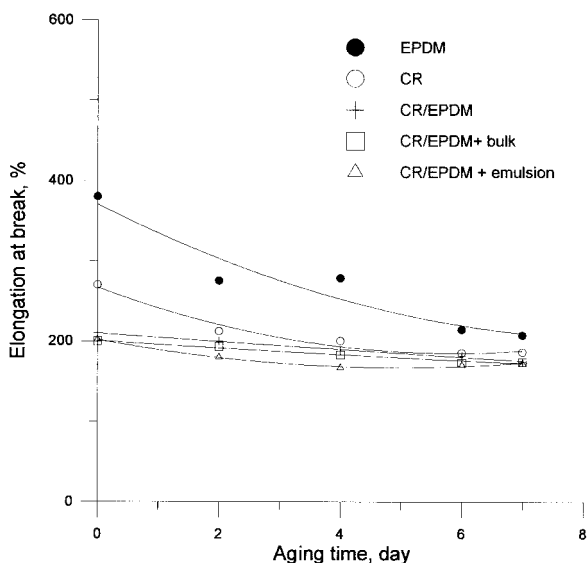 600
400
200
0
Elongation at break, %
EPDM
CR
CR/EPDM
CR/EPDM+ bulk
CR/EPDM + emulsion
0 2 4 6 8
Aging time, day